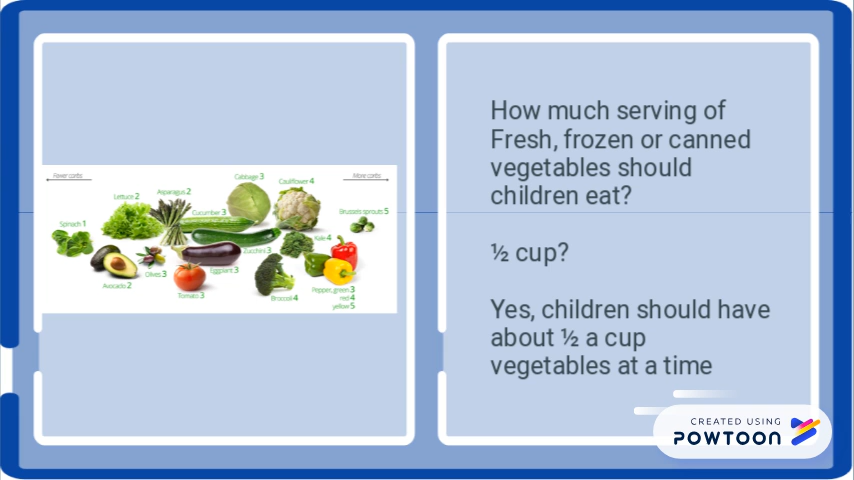 Fewer carbs
More carbs
Cabbage 3
Cauliflower 4
Lettuce 2
Asparagus 2
Cucumber 3
Brussels sprouts 5
Spinach 1
Kale 4
Zucchini 3
Eggplant 3
Olives 3
Avocado 2
Tomato 3
Broccoli 4
Pepper, green 3
red 4
yellow 5
How much serving of
Fresh, frozen or canned
vegetables should
children eat?
½ cup?
Yes, children should have
about ½ a cup
vegetables at a time
CREATED USING
POWTOON